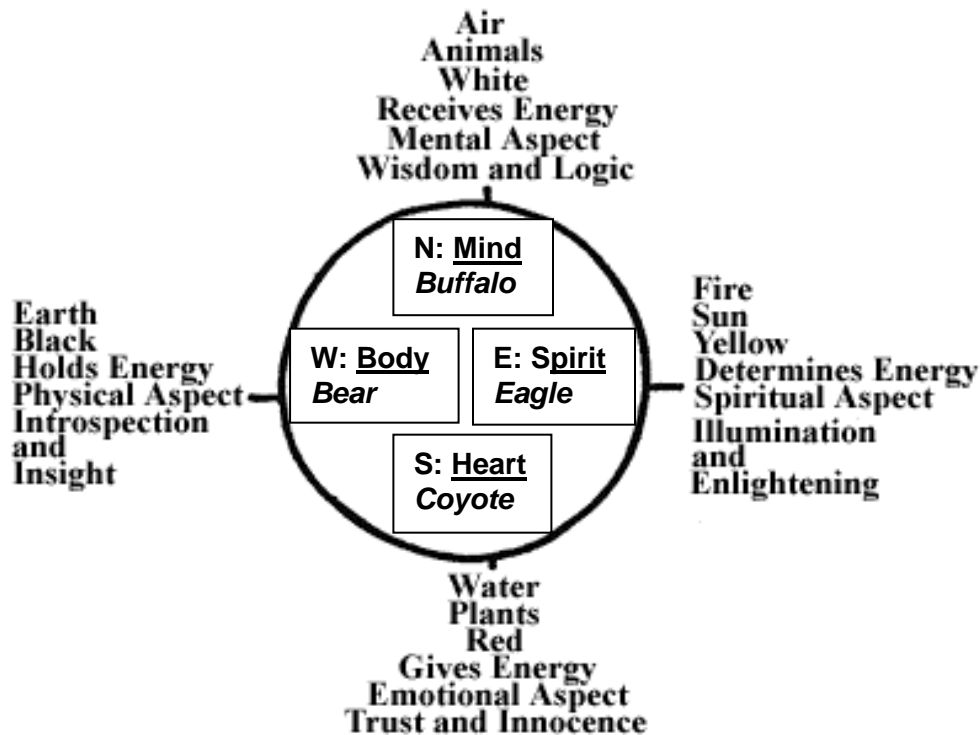 Air
Animals
White
Receives Energy
Mental Aspect
Wisdom and Logic
N: Mind
Buffalo
Earth
Black
Holds Energy
Physical Aspect
Introspection
and
Insight
W: Body
Bear
E: Spirit
Eagle
Fire
Sun
Yellow
Determines Energy
Spiritual Aspect
Illumination
and
Enlightening
S: Heart
Coyote
Water
Plants
Red
Gives Energy
Emotional Aspect
Trust and Innocence